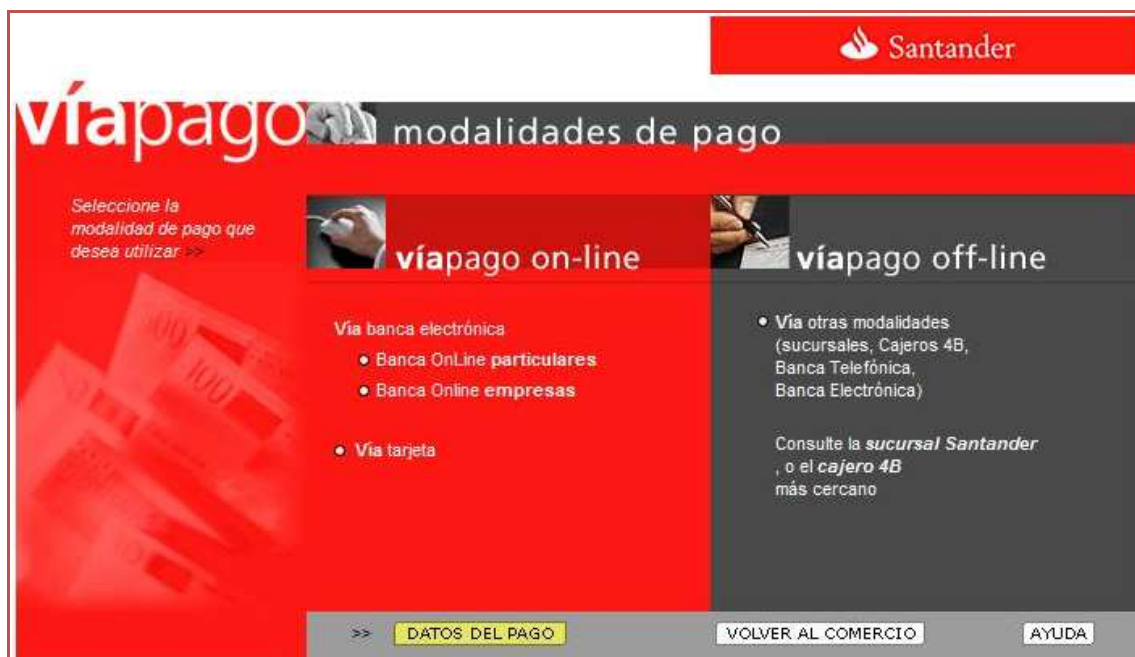 Santander
víapago
modalidades de pago
Seleccione la
modalidad de pago que
desea utilizar >>
víapago on-line
Vía banca electrónica
Banca OnLine particulares
Banca Online empresas
Vía tarjeta
víapago off-line
Vía otras modalidades
(sucursales, Cajeros 4B,
Banca Telefónica,
Banca Electrónica)
Consulte la sucursal Santander
, o el cajero 4B
más cercano
>> DATOS DEL PAGO
VOLVER AL COMERCIO
AYUDA
100